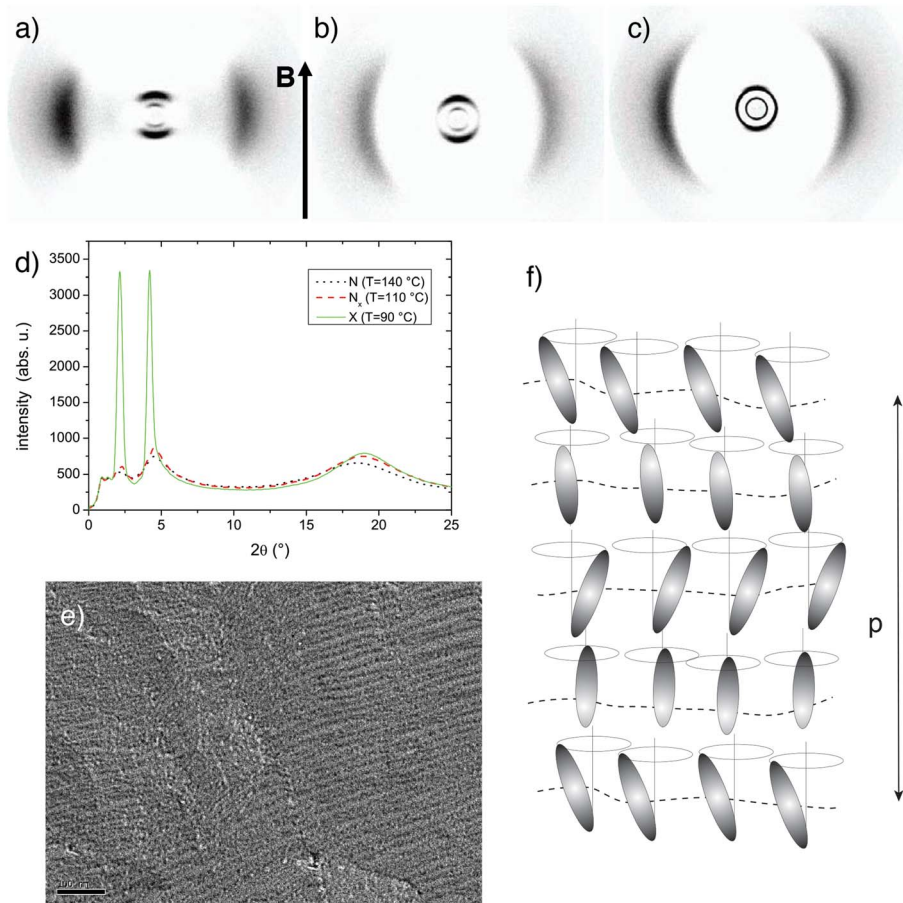 a)
b)
c)
B
d)
3500
3000
2500
2000
1500
1000
500
0
intensity (abs. u.)
N (T=140 °C)
Nx (T=110 °C)
X (T=90 °C)
0 5 10 15 20 25
2θ (°)
e)
f)
p